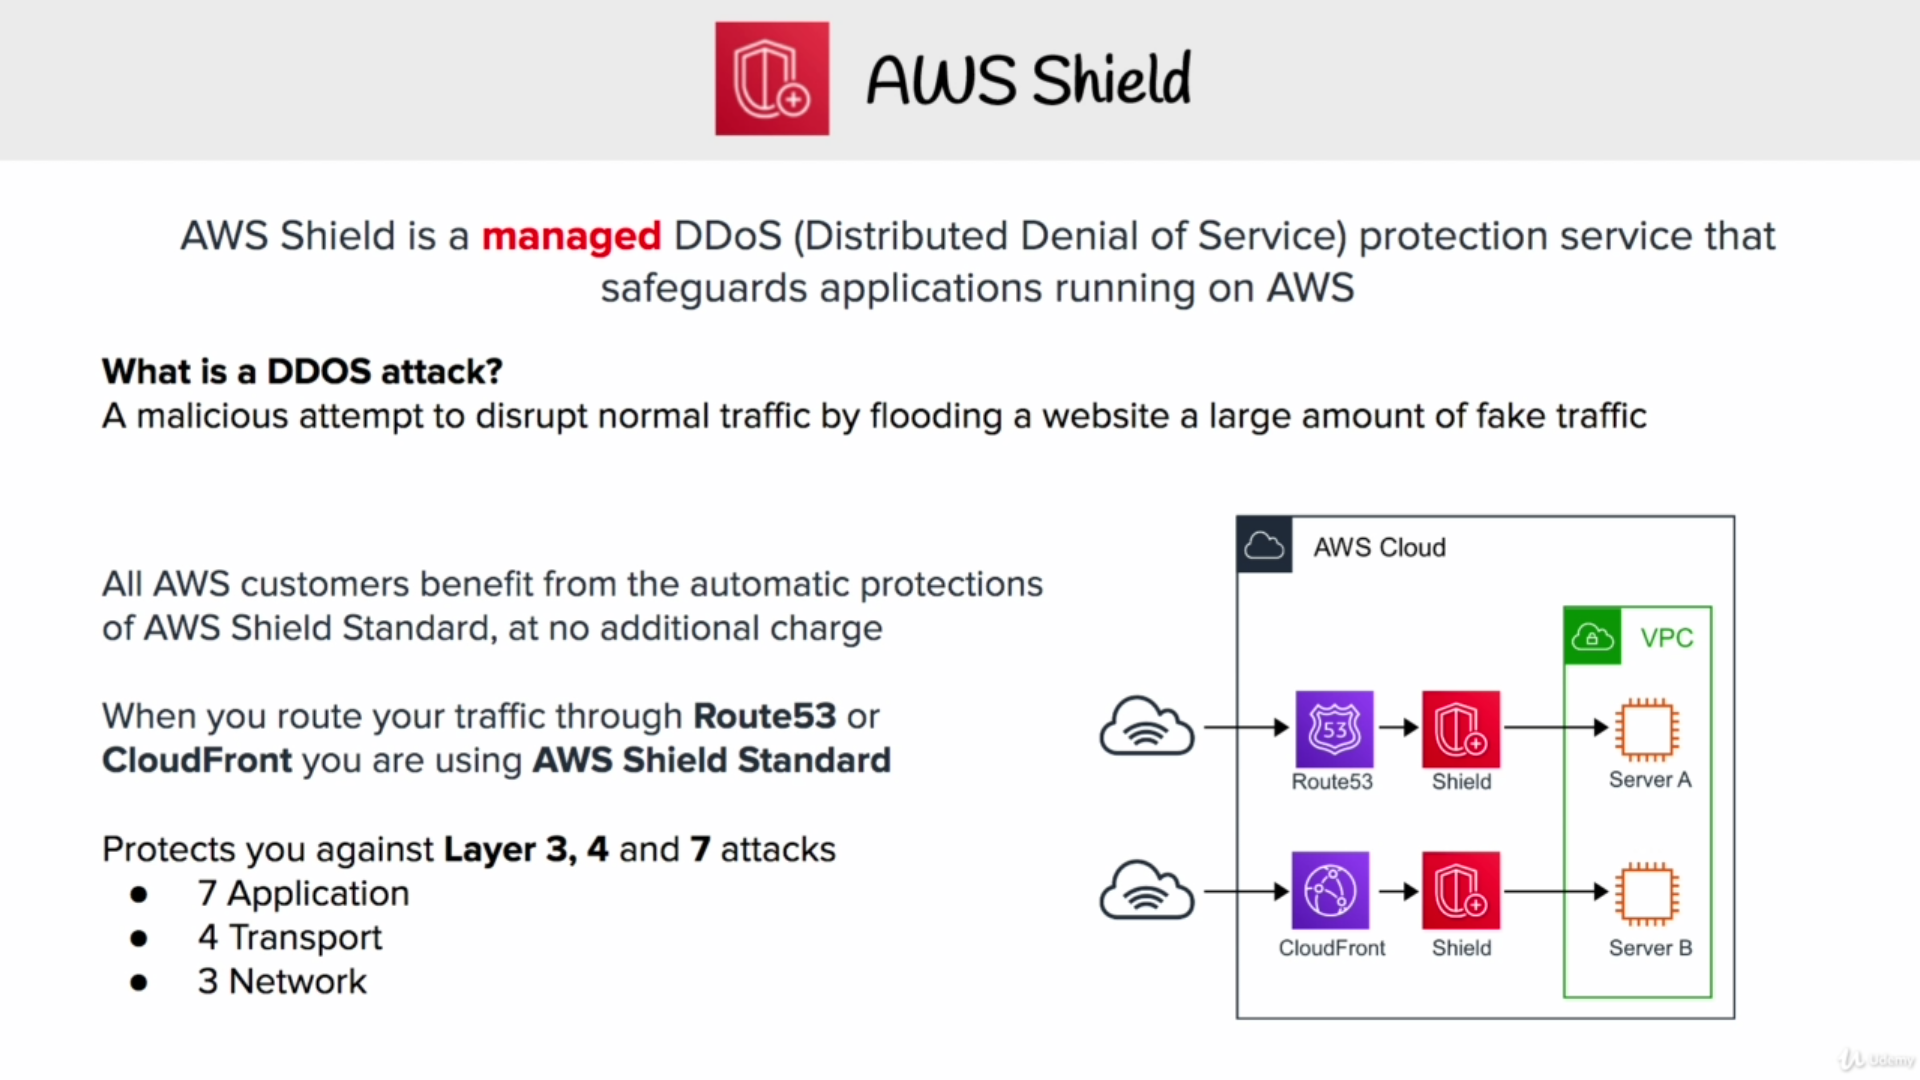 AWS Shield
AWS Shield is a managed DDoS (Distributed Denial of Service) protection service that
safeguards applications running on AWS
What is a DDOS attack?
A malicious attempt to disrupt normal traffic by flooding a website a large amount of fake traffic
All AWS customers benefit from the automatic protections
of AWS Shield Standard, at no additional charge
When you route your traffic through Route53 or
CloudFront you are using AWS Shield Standard
Protects you against Layer 3, 4 and 7 attacks
● 7 Application
● 4 Transport
● 3 Network
AWS Cloud
VPC
53
Route53
Shield
Server A
CloudFront
Shield
Server B
Udemy